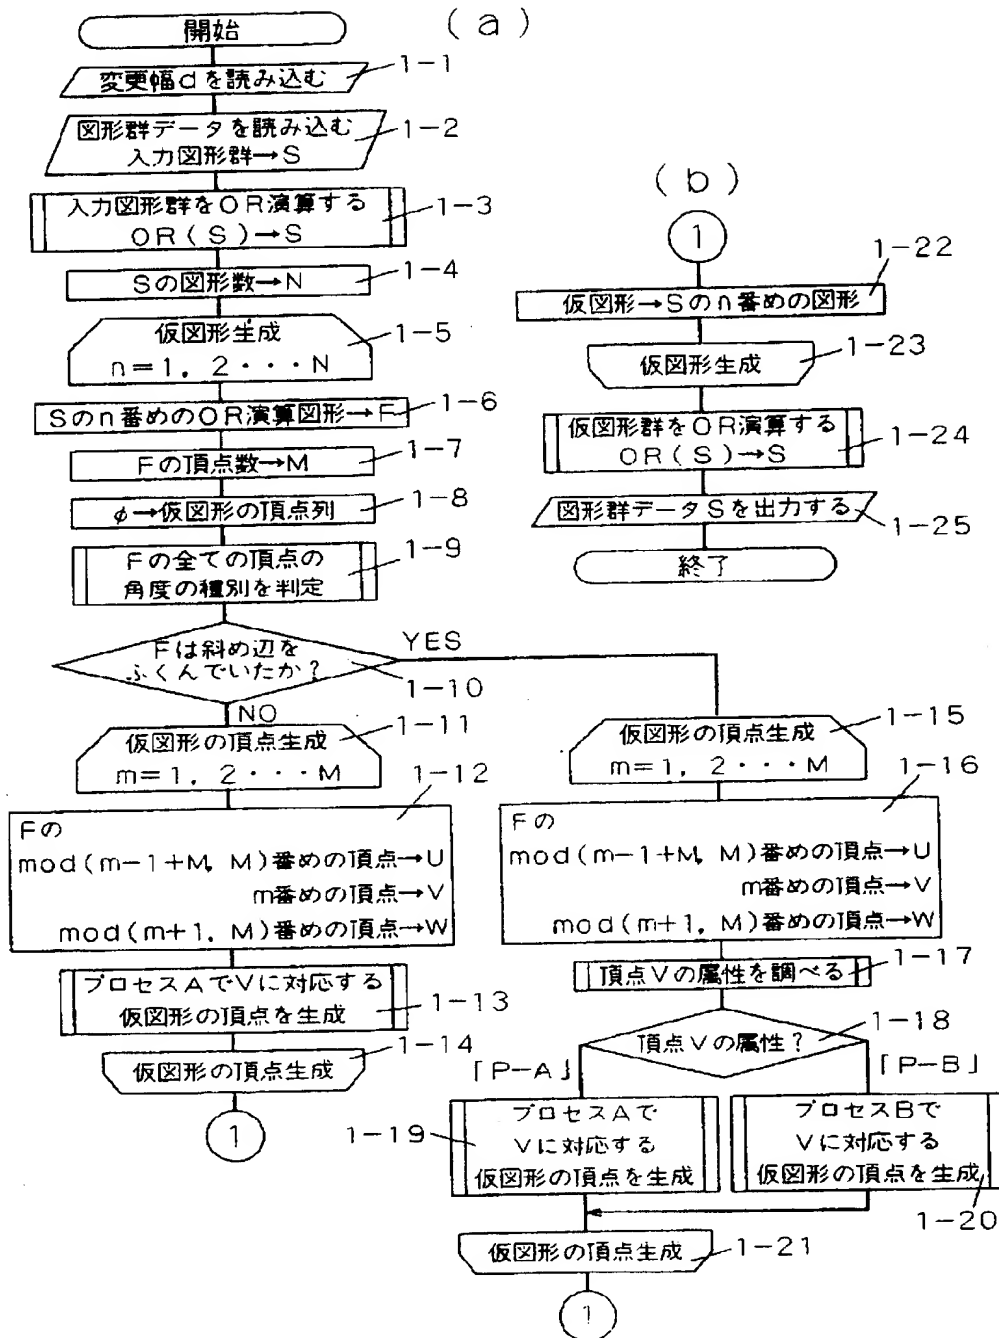 (a)
開始
変更幅dを読み込む
1-1
図形群データを読み込む
入力図形群→S
1-2
入力図形群をOR演算する
OR(S)→S
1-3
Sの図形数→N
1-4
仮図形生成
n=1, 2・・・N
1-5
Sのn番めのOR演算図形→F
1-6
Fの頂点数→M
1-7
φ→仮図形の頂点列
1-8
Fの全ての頂点の
角度の種別を判定
1-9
Fは斜め辺を
ふくんでいたか?
1-10
YES
NO
仮図形の頂点生成
m=1, 2・・・M
1-11
Fの
mod(m-1+M, M)番めの頂点→U
m番めの頂点→V
mod(m+1, M)番めの頂点→W
1-12
プロセスAでVに対応する
仮図形の頂点を生成
1-13
仮図形の頂点生成
1-14
1
仮図形の頂点生成
m=1, 2・・・M
1-15
Fの
mod(m-1+M, M)番めの頂点→U
m番めの頂点→V
mod(m+1, M)番めの頂点→W
1-16
頂点Vの属性を調べる
1-17
頂点Vの属性?
1-18
「P-A」
「P-B」
プロセスAで
Vに対応する
仮図形の頂点を生成
1-19
プロセスBで
Vに対応する
仮図形の頂点を生成
1-20
仮図形の頂点生成
1-21
1
(b)
1
仮図形→Sのn番めの図形
1-22
仮図形生成
1-23
仮図形群をOR演算する
OR(S)→S
1-24
図形群データSを出力する
1-25
終了